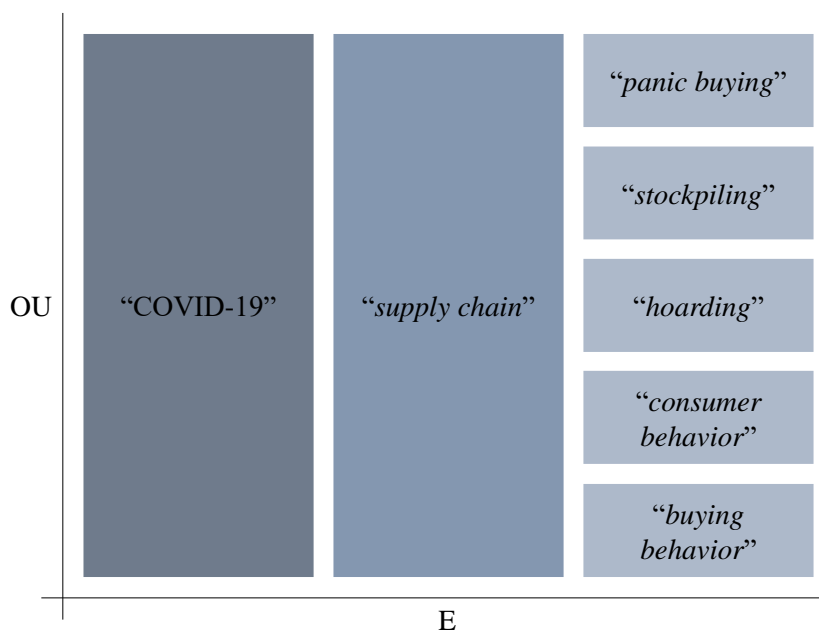 “panic buying”
“stockpiling”
OU
“COVID-19”
“supply chain”
“hoarding”
“consumer
behavior”
“buying
behavior”
E